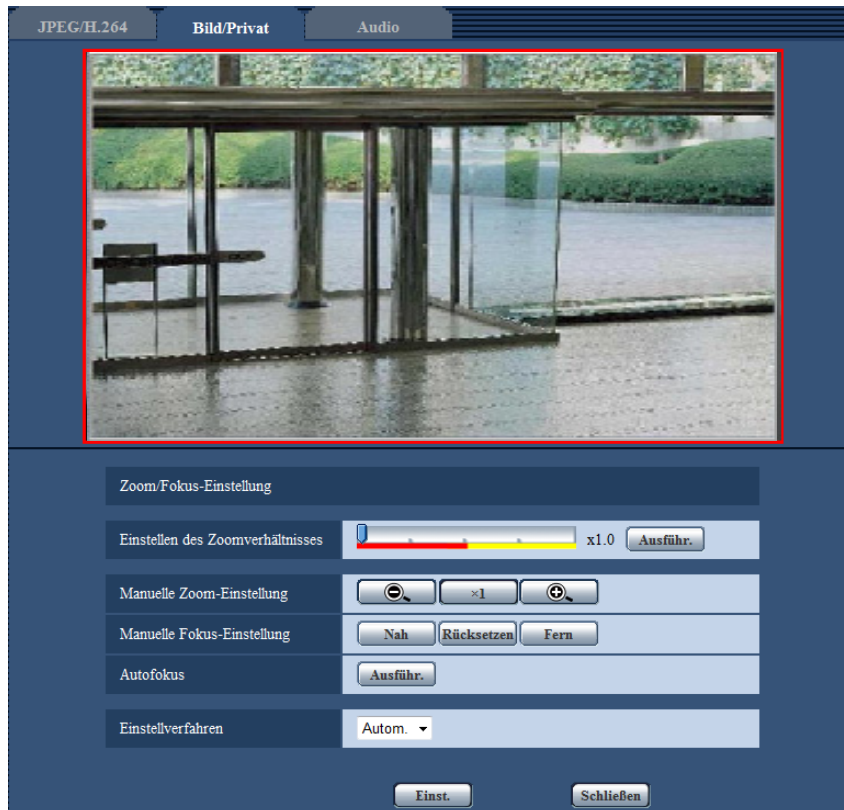 JPEG/H.264 Bild/Privat Audio
Zoom/Fokus-Einstellung
Einstellen des Zoomverhältnisses x1.0 Ausführ.
Manuelle Zoom-Einstellung ×1
Manuelle Fokus-Einstellung Nah Rücksetzen Fern
Autofokus Ausführ.
Einstellverfahren Autom.
Einst. Schließen